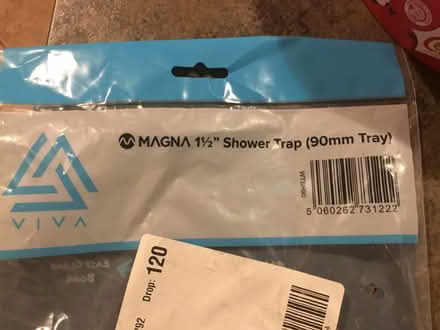 MAGNA 1½" Shower Trap (90mm Tray)
VIVA
5 060262 731222
Drop: 120